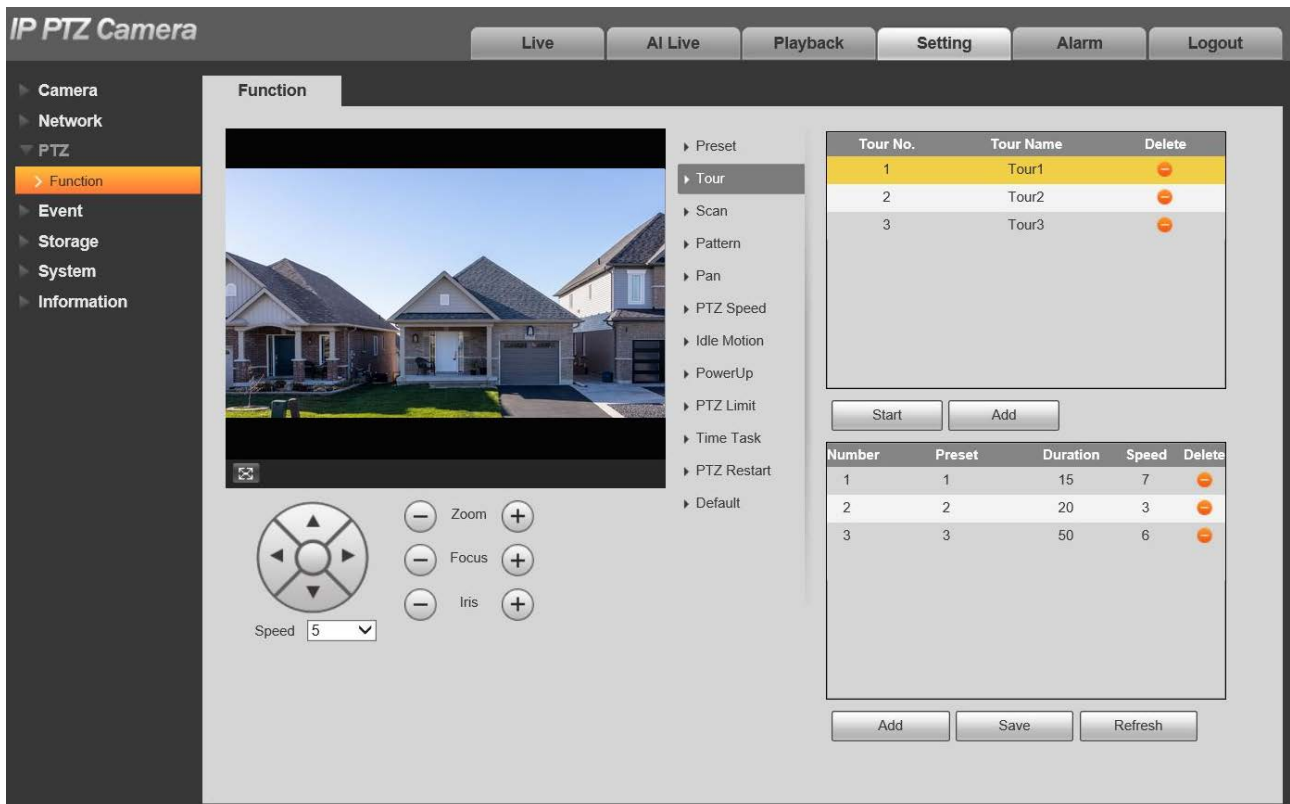 IP PTZ Camera
Live AI Live Playback Setting Alarm Logout
Camera
Network
PTZ
Function
Event
Storage
System
Information
Function
Preset
Tour
Scan
Pattern
Pan
PTZ Speed
Idle Motion
PowerUp
PTZ Limit
Time Task
PTZ Restart
Default
Zoom
Focus
Iris
Speed 5
Tour No. Tour Name Delete
1 Tour1
2 Tour2
3 Tour3
Start Add
Number Preset Duration Speed Delete
1 1 15 7
2 2 20 3
3 3 50 6
Add Save Refresh